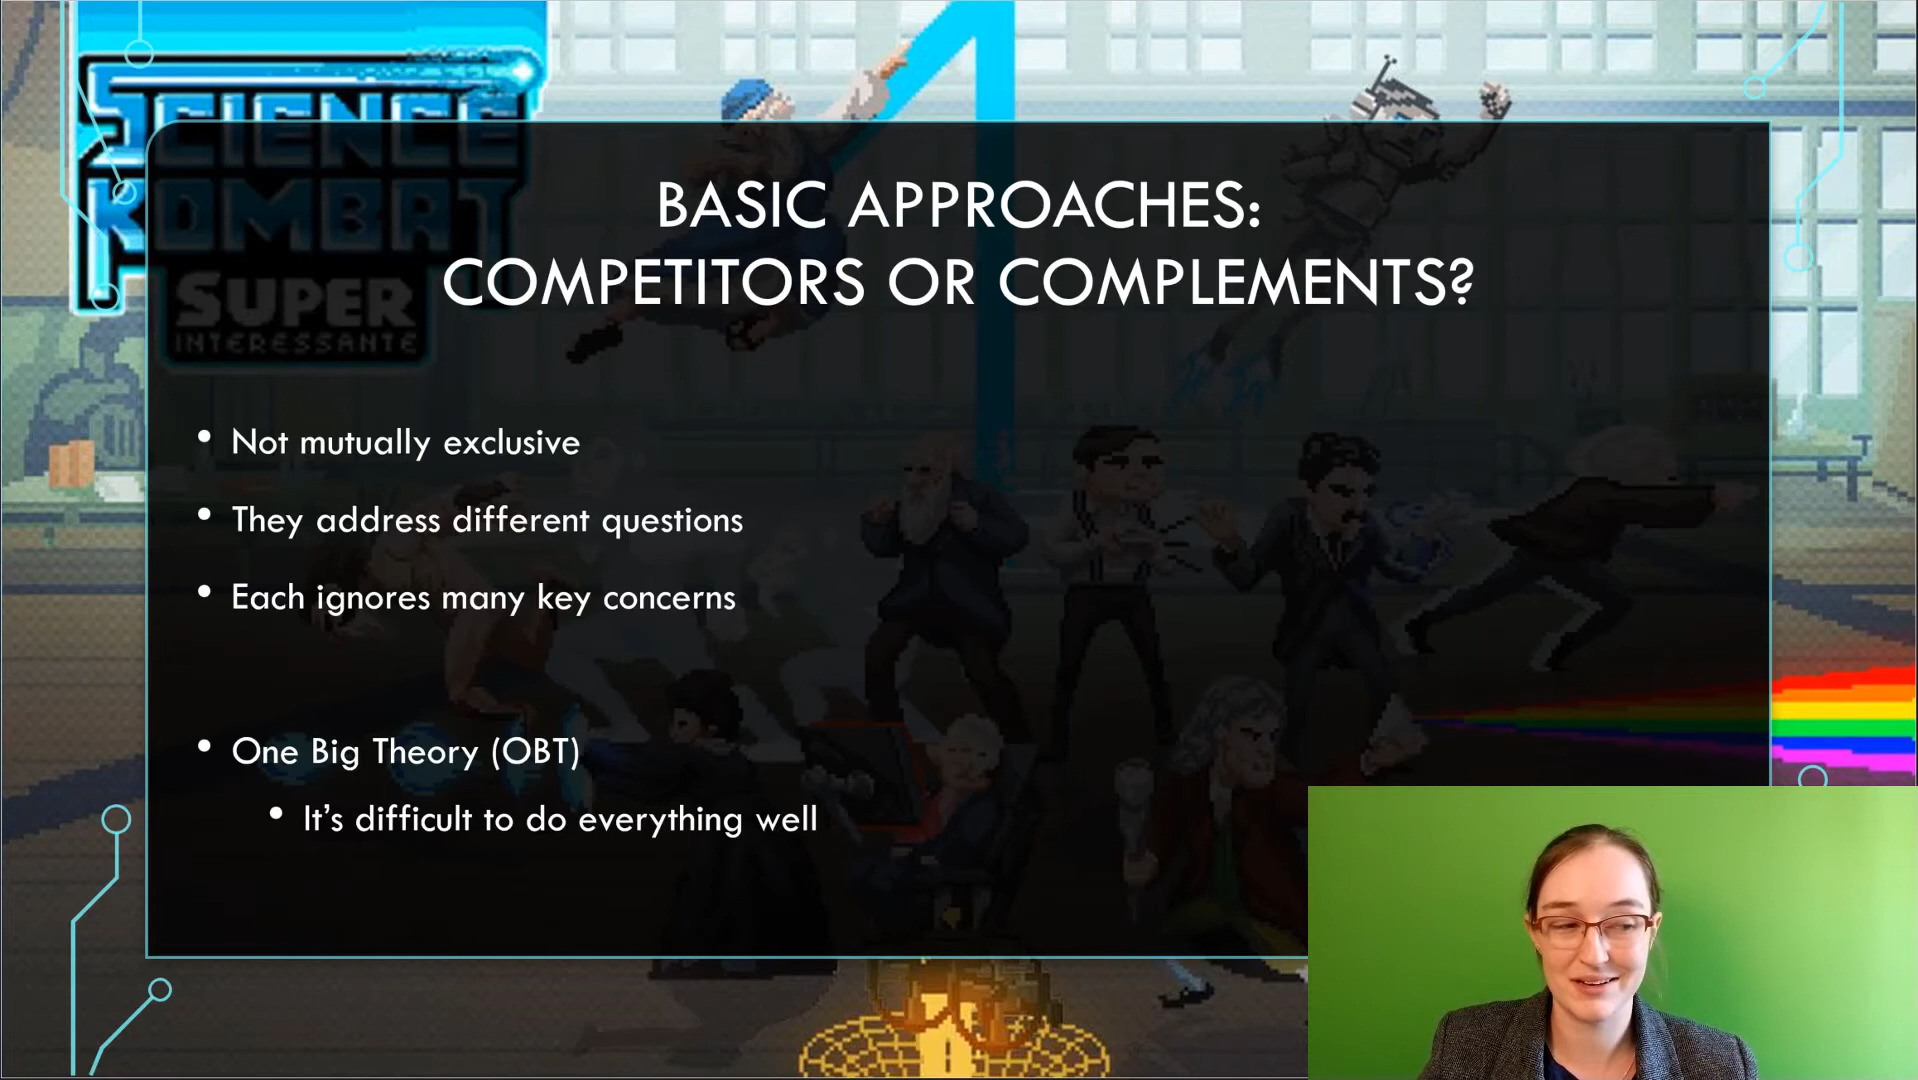 SCIENCE
KOMBAT
SUPER
INTERESSANTE
BASIC APPROACHES:
COMPETITORS OR COMPLEMENTS?
• Not mutually exclusive
• They address different questions
• Each ignores many key concerns
• One Big Theory (OBT)
• It's difficult to do everything well